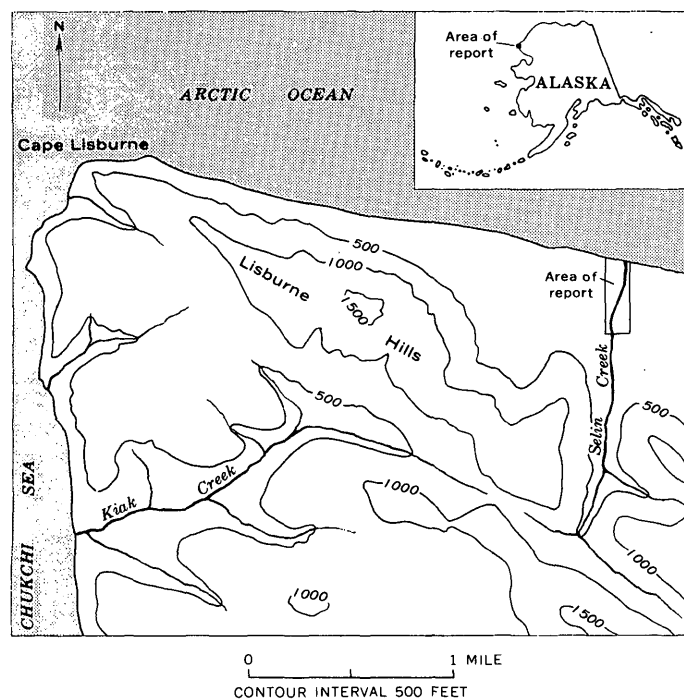 N
ARCTIC OCEAN
Cape Lisburne
Area of
report
ALASKA
500
1000
Lisburne
1500
Hills
Area of
report
Selin Creek
500
500
1000
Kiak Creek
1000
1000
1500
CHUKCHI SEA
0 1 MILE
CONTOUR INTERVAL 500 FEET